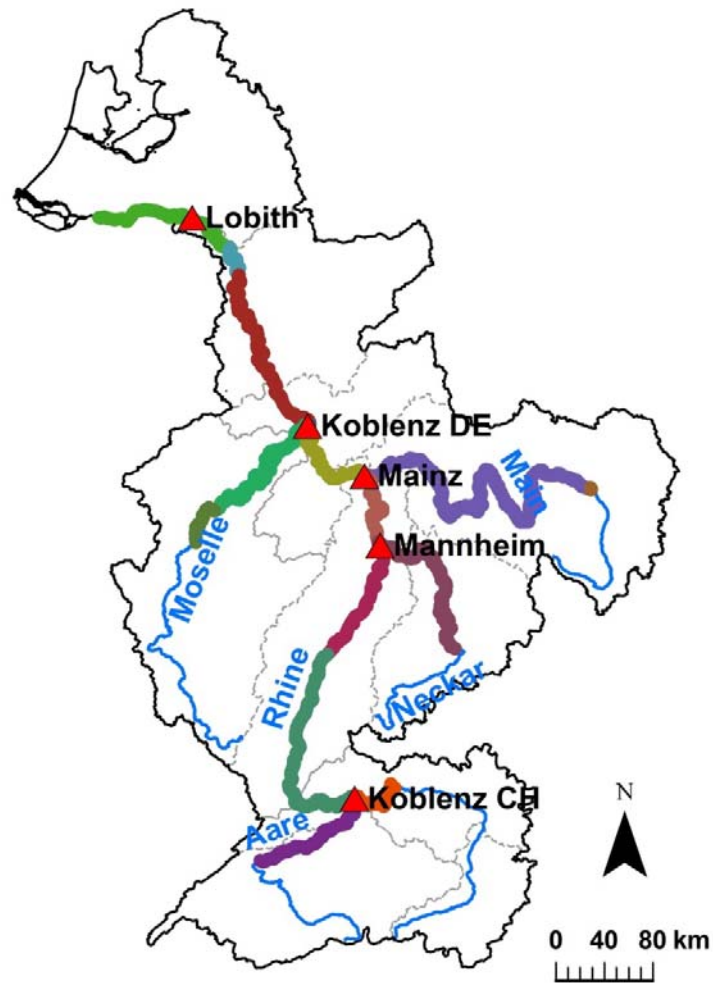 Lobith
Koblenz DE
Mainz
Main
Mannheim
Moselle
Rhine
Neckar
Koblenz CH
Aare
N
0 40 80 km